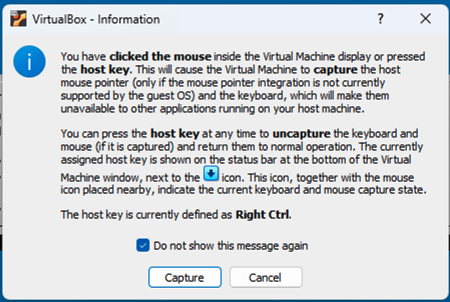 VirtualBox - Information
You have clicked the mouse inside the Virtual Machine display or pressed
the host key. This will cause the Virtual Machine to capture the host
mouse pointer (only if the mouse pointer integration is not currently
supported by the guest OS) and the keyboard, which will make them
unavailable to other applications running on your host machine.
You can press the host key at any time to uncapture the keyboard and
mouse (if it is captured) and return them to normal operation. The currently
assigned host key is shown on the status bar at the bottom of the Virtual
Machine window, next to the icon. This icon, together with the mouse
icon placed nearby, indicate the current keyboard and mouse capture state.
The host key is currently defined as Right Ctrl.
Do not show this message again
Capture Cancel